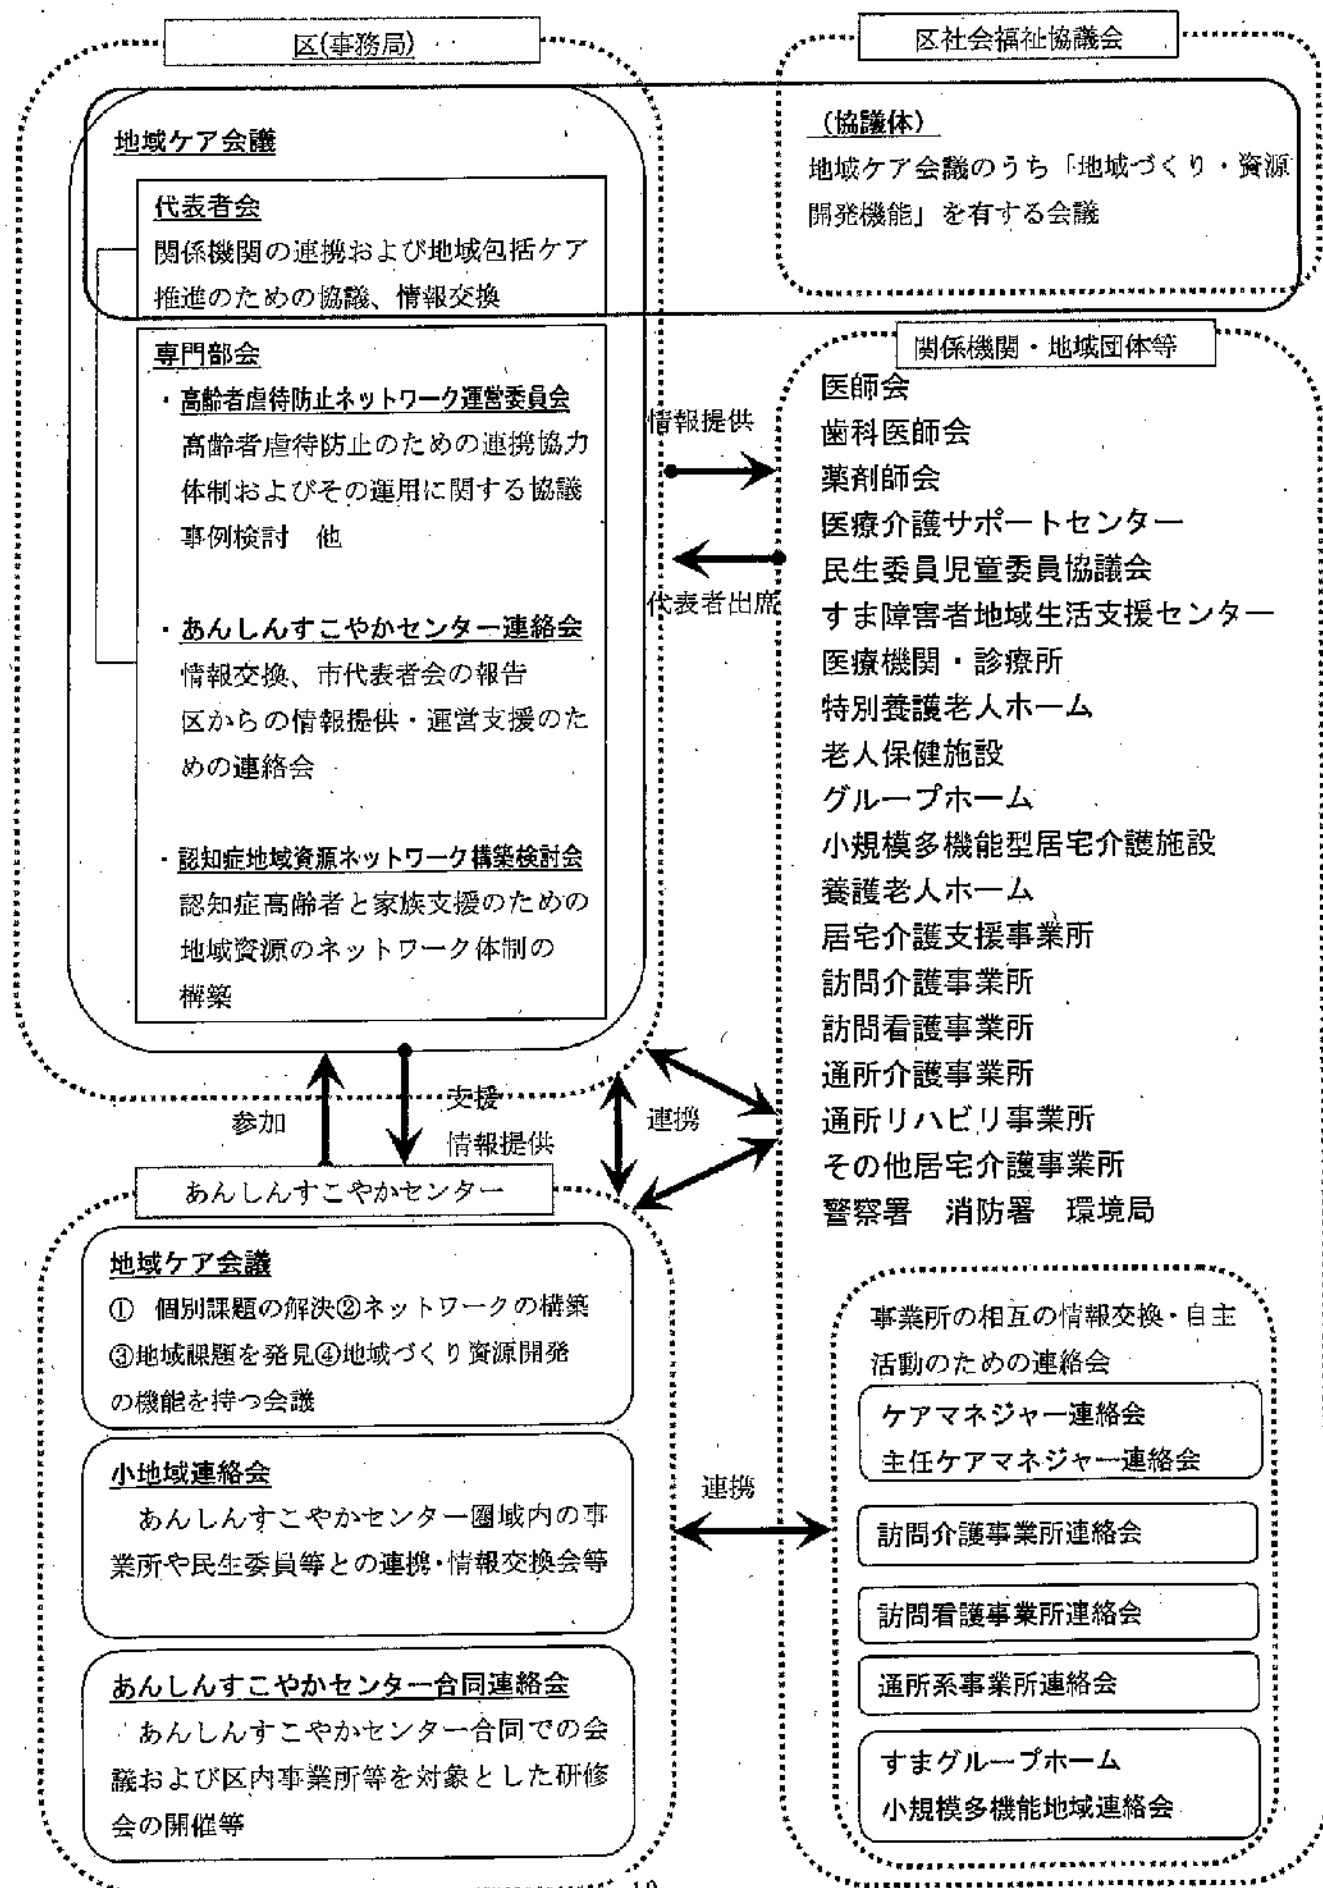 区(事務局)
地域ケア会議
代表者会
関係機関の連携および地域包括ケア
推進のための協議、情報交換
専門部会
・高齢者虐待防止ネットワーク運営委員会
高齢者虐待防止のための連携協力
体制およびその運用に関する協議
事例検討　他
・あんしんすこやかセンター連絡会
情報交換、市代表者会の報告
区からの情報提供・運営支援のた
めの連絡会
・認知症地域資源ネットワーク構築検討会
認知症高齢者と家族支援のための
地域資源のネットワーク体制の
構築
区社会福祉協議会
(協議体)
地域ケア会議のうち「地域づくり・資源
開発機能」を有する会議
情報提供
代表者出席
関係機関・地域団体等
医師会
歯科医師会
薬剤師会
医療介護サポートセンター
民生委員児童委員協議会
すま障害者地域生活支援センター
医療機関・診療所
特別養護老人ホーム
老人保健施設
グループホーム
小規模多機能型居宅介護施設
養護老人ホーム
居宅介護支援事業所
訪問介護事業所
訪問看護事業所
通所介護事業所
通所リハビリ事業所
その他居宅介護事業所
警察署　消防署　環境局
参加
支援
情報提供
連携
あんしんすこやかセンター
地域ケア会議
①　個別課題の解決②ネットワークの構築
③地域課題を発見④地域づくり資源開発
の機能を持つ会議
小地域連絡会
あんしんすこやかセンター圏域内の事
業所や民生委員等との連携・情報交換会等
あんしんすこやかセンター合同連絡会
あんしんすこやかセンター合同での会
議および区内事業所等を対象とした研修
会の開催等
連携
事業所の相互の情報交換・自主
活動のための連絡会
ケアマネジャー連絡会
主任ケアマネジャー連絡会
訪問介護事業所連絡会
訪問看護事業所連絡会
通所系事業所連絡会
すまグループホーム
小規模多機能地域連絡会